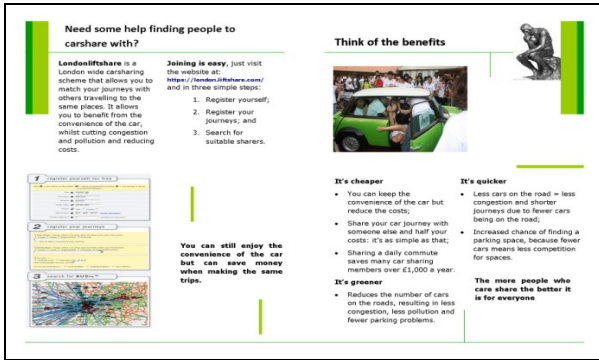 Need some help finding people to
carshare with?
Londonliftshare is a
London wide carsharing
scheme that allows you to
match your journeys with
others travelling to the
same places. It allows
you to benefit from the
convenience of the car,
whilst cutting congestion
and pollution and reducing
costs.
Joining is easy, just visit
the website at:
https://london.liftshare.com/
and in three simple steps:
1. Register yourself;
2. Register your
journeys; and
3. Search for
suitable sharers.
1 register yourself for free
2 register your journeys
3 search for
You can still enjoy the
convenience of the car
but can save money
when making the same
trips.
Think of the benefits
It's cheaper
• You can keep the
convenience of the car but
reduce the costs;
• Share your car journey with
someone else and half your
costs: it's as simple as that;
• Sharing a daily commute
saves many car sharing
members over £1,000 a year.
It's greener
• Reduces the number of cars
on the roads, resulting in less
congestion, less pollution and
fewer parking problems.
It's quicker
• Less cars on the road = less
congestion and shorter
journeys due to fewer cars
being on the road;
• Increased chance of finding a
parking space, because fewer
cars means less competition
for spaces.
The more people who
care share the better it
is for everyone